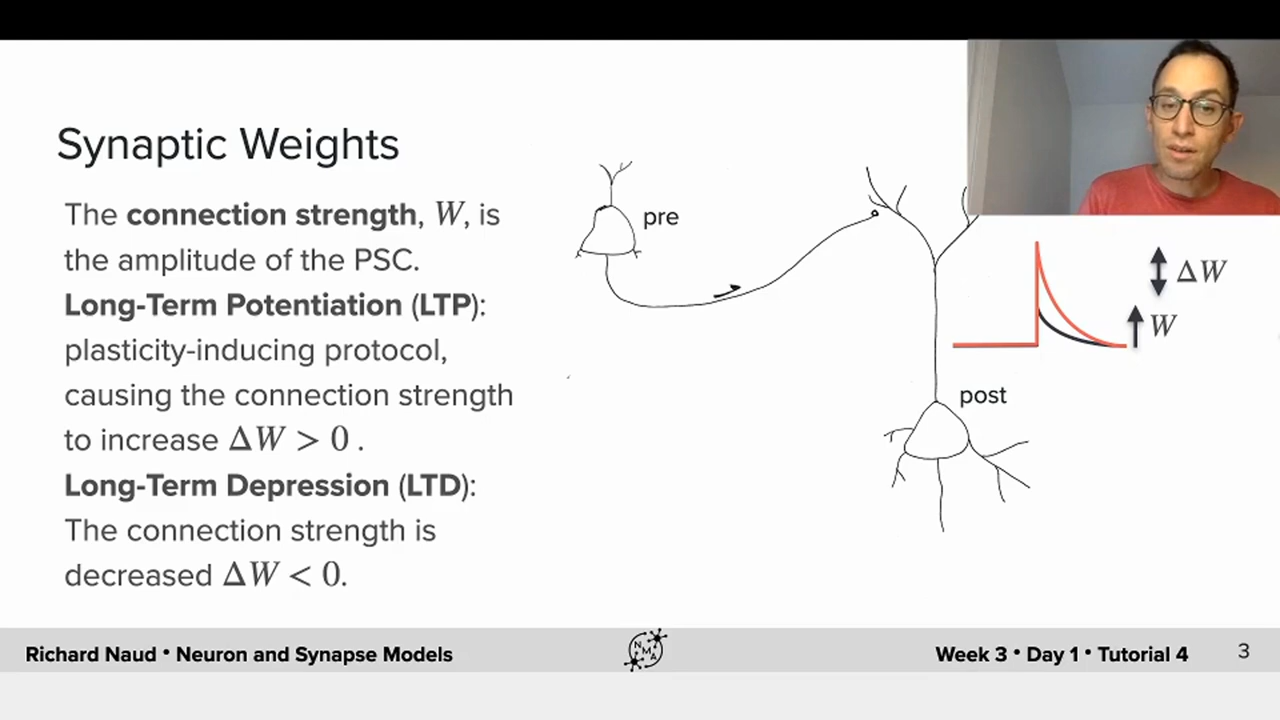 Synaptic Weights
The connection strength, W, is
the amplitude of the PSC.
Long-Term Potentiation (LTP):
plasticity-inducing protocol,
causing the connection strength
to increase ΔW > 0 .
Long-Term Depression (LTD):
The connection strength is
decreased ΔW < 0.
pre
post
ΔW
W
Richard Naud • Neuron and Synapse Models
NMA
Week 3 • Day 1 • Tutorial 4
3